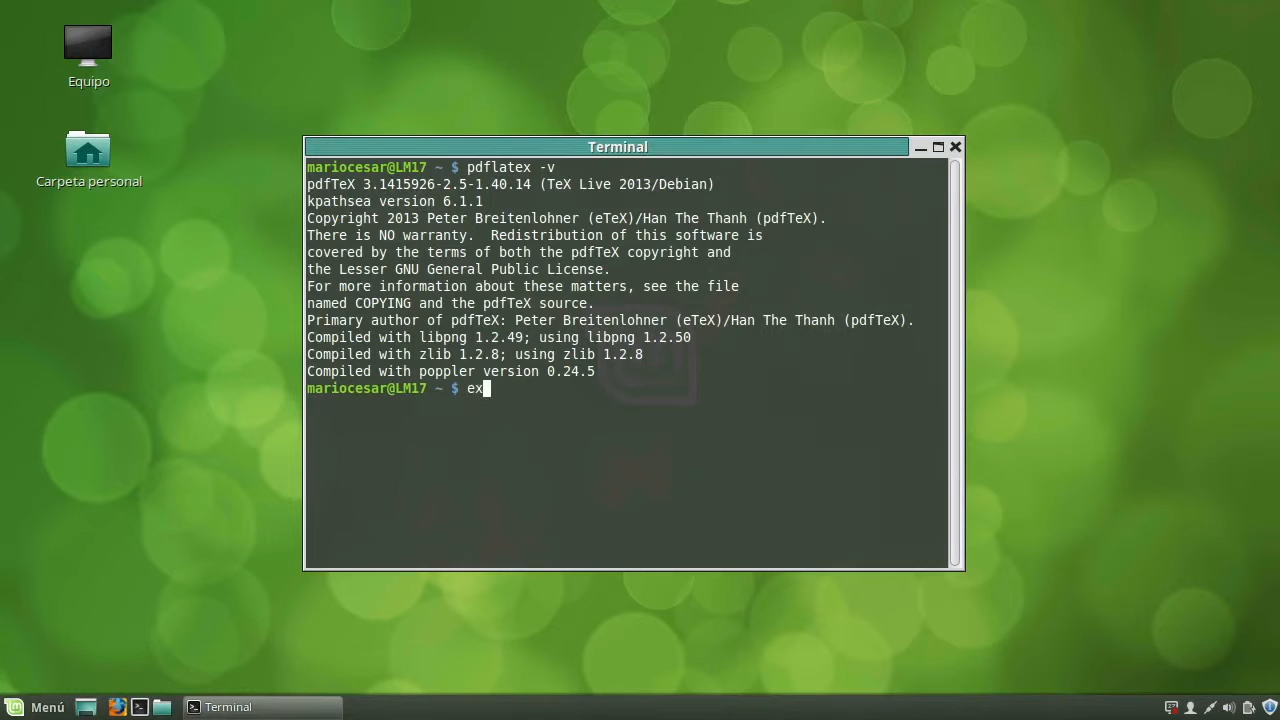 Equipo
Carpeta personal
Terminal
mariocesar@LM17 ~ $ pdflatex -v
pdfTeX 3.1415926-2.5-1.40.14 (TeX Live 2013/Debian)
kpathsea version 6.1.1
Copyright 2013 Peter Breitenlohner (eTeX)/Han The Thanh (pdfTeX).
There is NO warranty.  Redistribution of this software is
covered by the terms of both the pdfTeX copyright and
the Lesser GNU General Public License.
For more information about these matters, see the file
named COPYING and the pdfTeX source.
Primary author of pdfTeX: Peter Breitenlohner (eTeX)/Han The Thanh (pdfTeX).
Compiled with libpng 1.2.49; using libpng 1.2.50
Compiled with zlib 1.2.8; using zlib 1.2.8
Compiled with poppler version 0.24.5
mariocesar@LM17 ~ $ ex
Menú
Terminal